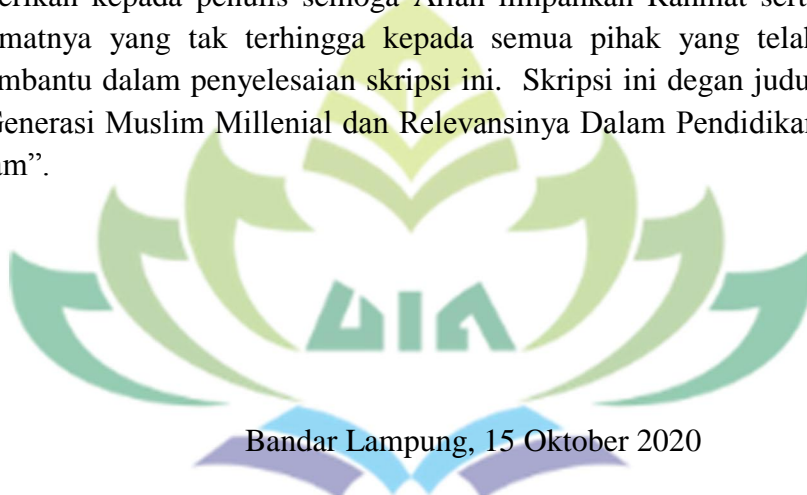 erikan kepada penulis semoga Allah limpahkan Rahmat serta
matnya yang tak terhingga kepada semua pihak yang telah
mbantu dalam penyelesaian skripsi ini. Skripsi ini degan judul
Generasi Muslim Millenial dan Relevansinya Dalam Pendidikan
am”.
UIN
Bandar Lampung, 15 Oktober 2020